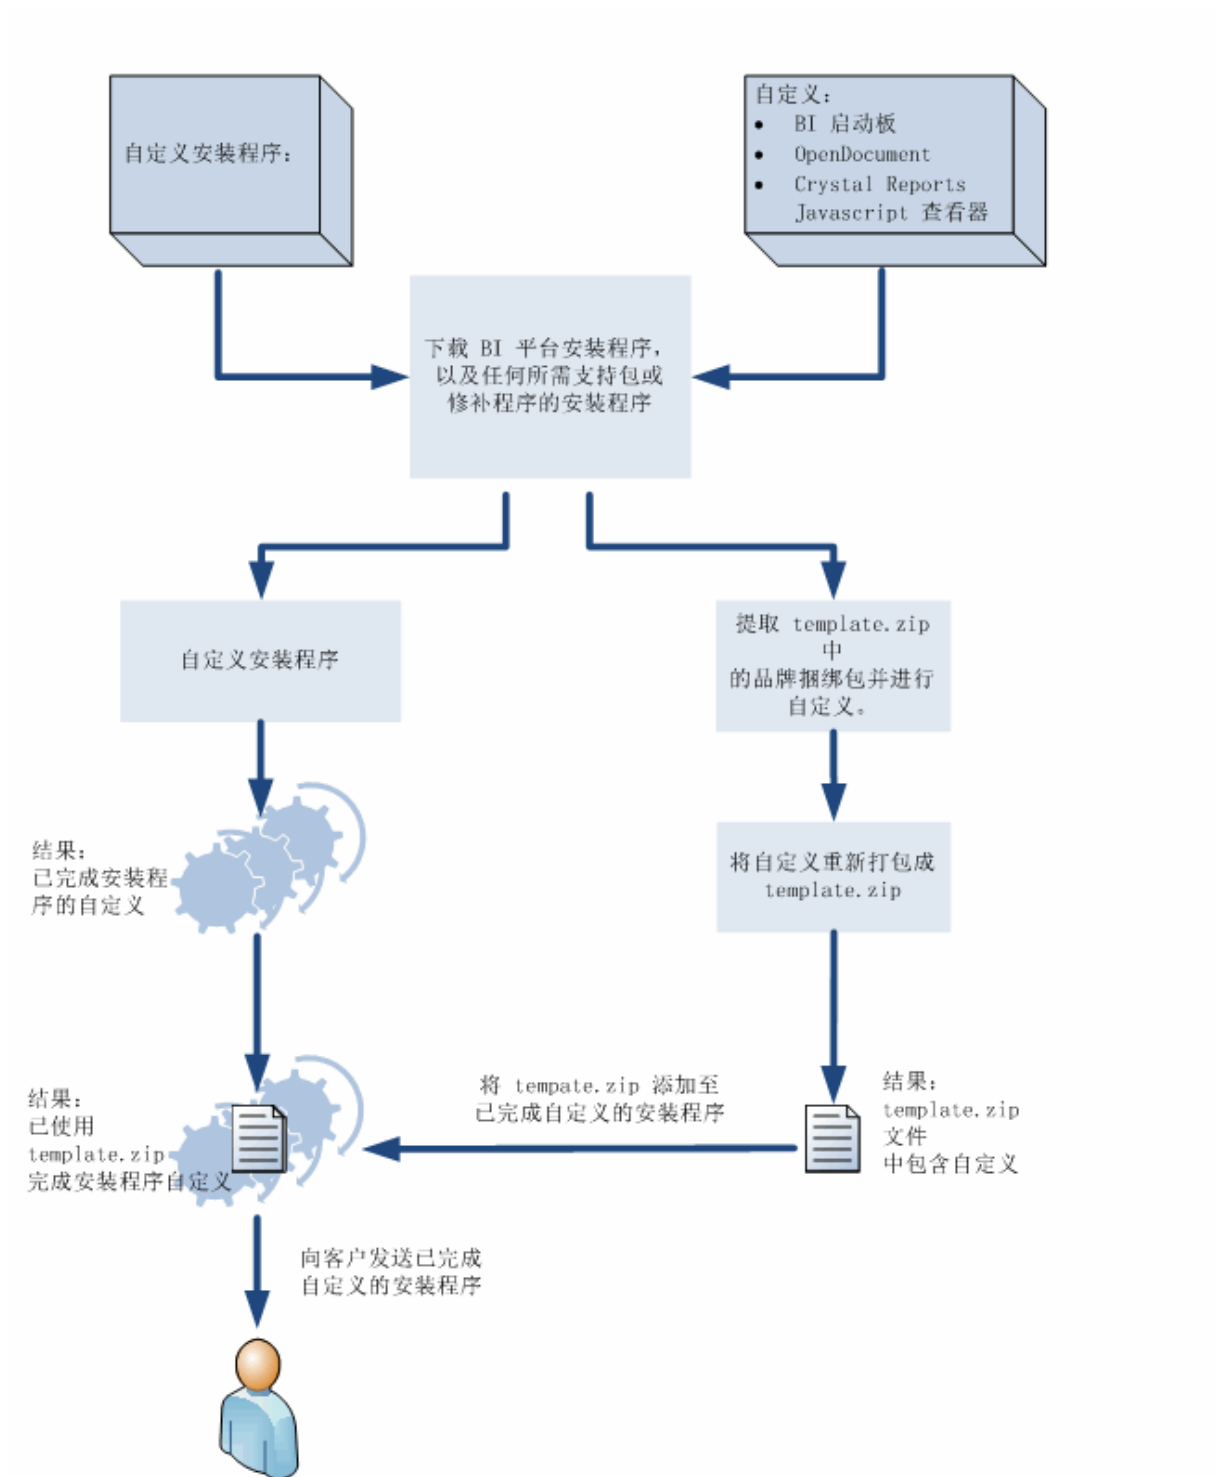 自定义安装程序：
自定义：
• BI 启动板
• OpenDocument
• Crystal Reports
Javascript 查看器
下载 BI 平台安装程序，
以及任何所需支持包或
修补程序的安装程序
自定义安装程序
提取 template.zip
中
的品牌捆绑包并进行
自定义。
结果：
已完成安装程
序的自定义
将自定义重新打包成
template.zip
结果：
已使用
template.zip
完成安装程序自定义
将 tempate.zip 添加至
已完成自定义的安装程序
结果：
template.zip
文件
中包含自定义
向客户发送已完成
自定义的安装程序